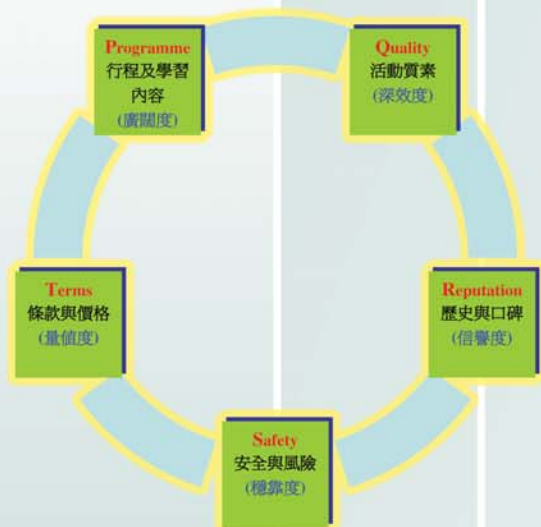 Programme
行程及學習
內容
(廣闊度)
Quality
活動質素
(深效度)
Reputation
歷史與口碑
(信譽度)
Safety
安全與風險
(穩靠度)
Terms
條款與價格
(量值度)